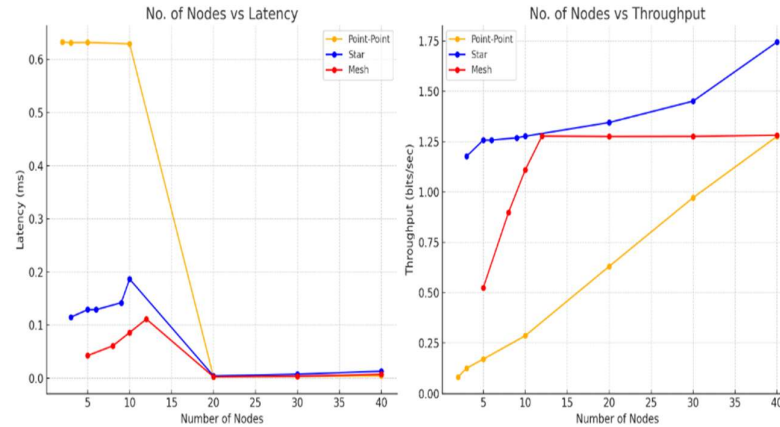 No. of Nodes vs Latency
Latency (ms)
0.6
0.5
0.4
0.3
0.2
0.1
0.0
Point-Point
Star
Mesh
5 10 15 20 25 30 35 40
Number of Nodes
No. of Nodes vs Throughput
Throughput (bits/sec)
1.75
1.50
1.25
1.00
0.75
0.50
0.25
0.00
Point-Point
Star
Mesh
5 10 15 20 25 30 35 40
Number of Nodes